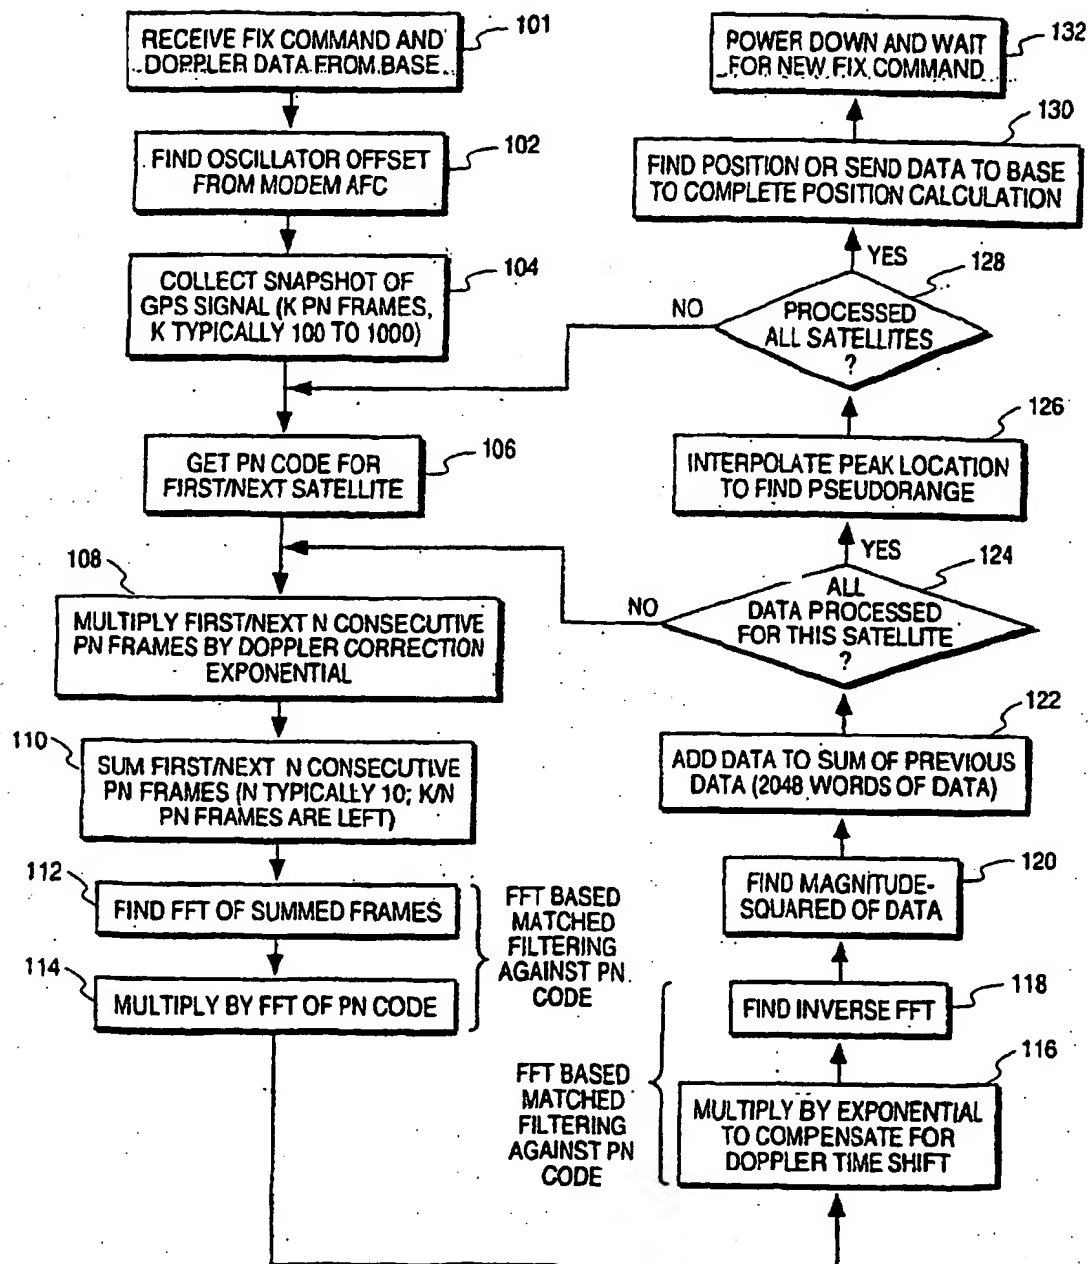 RECEIVE FIX COMMAND AND
DOPPLER DATA FROM BASE
101
FIND OSCILLATOR OFFSET
FROM MODEM AFC
102
COLLECT SNAPSHOT OF
GPS SIGNAL (K PN FRAMES,
K TYPICALLY 100 TO 1000)
104
GET PN CODE FOR
FIRST/NEXT SATELLITE
106
108
MULTIPLY FIRST/NEXT N CONSECUTIVE
PN FRAMES BY DOPPLER CORRECTION
EXPONENTIAL
110
SUM FIRST/NEXT N CONSECUTIVE
PN FRAMES (N TYPICALLY 10; K/N
PN FRAMES ARE LEFT)
112
FIND FFT OF SUMMED FRAMES
114
MULTIPLY BY FFT OF PN CODE
FFT BASED
MATCHED
FILTERING
AGAINST PN
CODE
FFT BASED
MATCHED
FILTERING
AGAINST PN
CODE
116
MULTIPLY BY EXPONENTIAL
TO COMPENSATE FOR
DOPPLER TIME SHIFT
118
FIND INVERSE FFT
120
FIND MAGNITUDE-
SQUARED OF DATA
122
ADD DATA TO SUM OF PREVIOUS
DATA (2048 WORDS OF DATA)
124
ALL
DATA PROCESSED
FOR THIS SATELLITE
?
NO
YES
126
INTERPOLATE PEAK LOCATION
TO FIND PSEUDORANGE
128
PROCESSED
ALL SATELLITES
?
NO
YES
130
FIND POSITION OR SEND DATA TO BASE
TO COMPLETE POSITION CALCULATION
132
POWER DOWN AND WAIT
FOR NEW FIX COMMAND